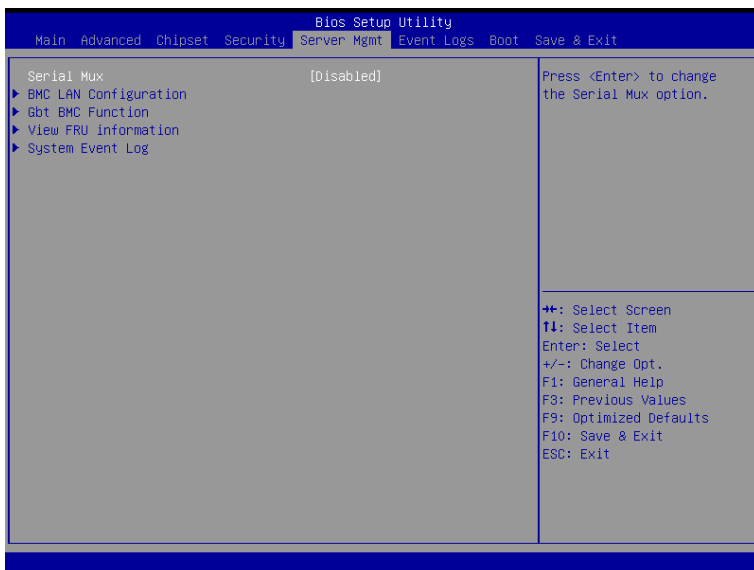 Bios Setup Utility
Main Advanced Chipset Security Server Mgmt Event Logs Boot Save & Exit
Serial Mux [Disabled]
BMC LAN Configuration
Gbt BMC Function
View FRU information
System Event Log
Press <Enter> to change
the Serial Mux option.
→←: Select Screen
↑↓: Select Item
Enter: Select
+/-: Change Opt.
F1: General Help
F3: Previous Values
F9: Optimized Defaults
F10: Save & Exit
ESC: Exit